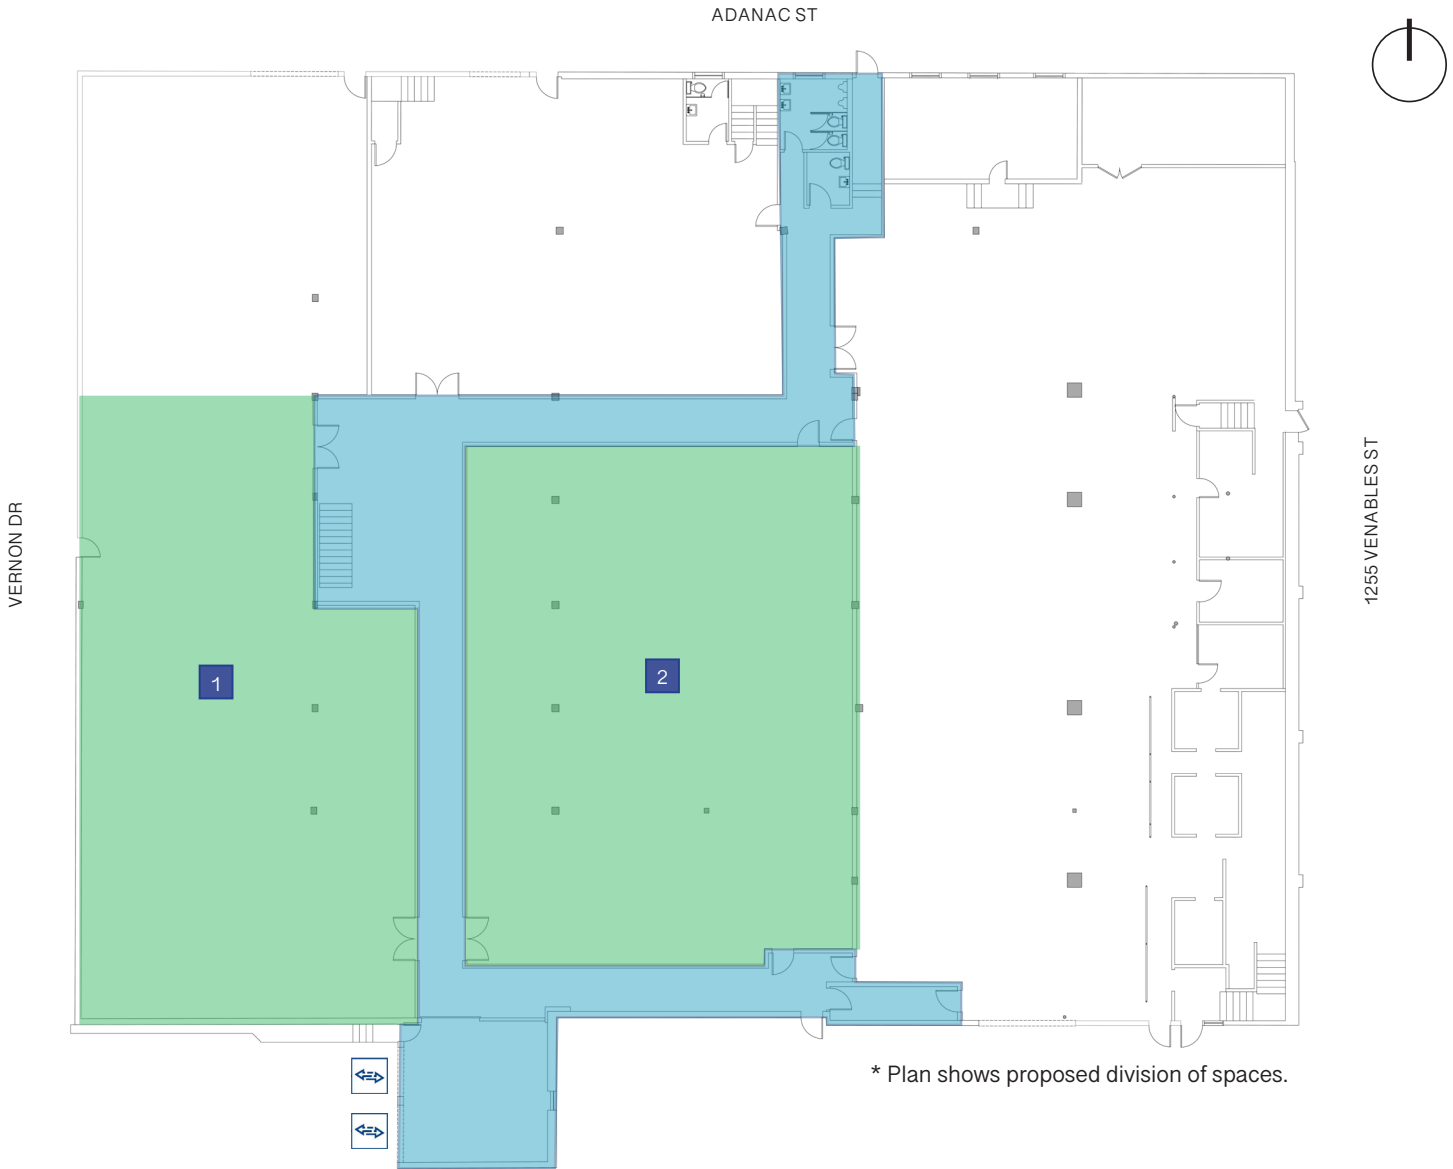 ADANAC ST
VERNON DR
1255 VENABLES ST
1
2
* Plan shows proposed division of spaces.